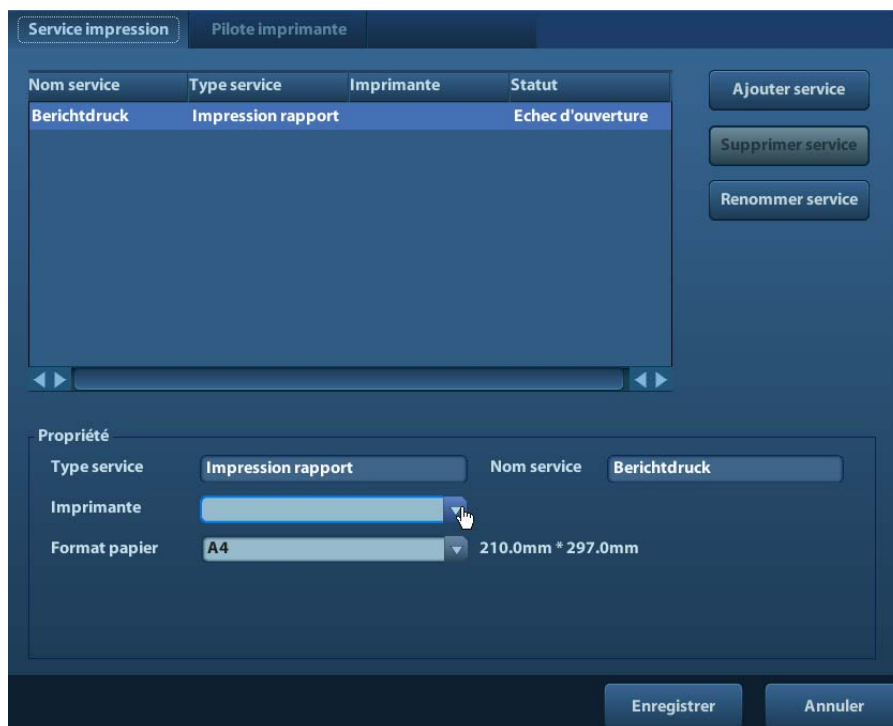 Service impression Pilote imprimante
Nom service Type service Imprimante Statut
Ajouter service
Berichtdruck Impression rapport Echec d'ouverture
Supprimer service
Renommer service
Propriété
Type service Impression rapport Nom service Berichtdruck
Imprimante
Format papier A4 210.0mm * 297.0mm
Enregistrer Annuler